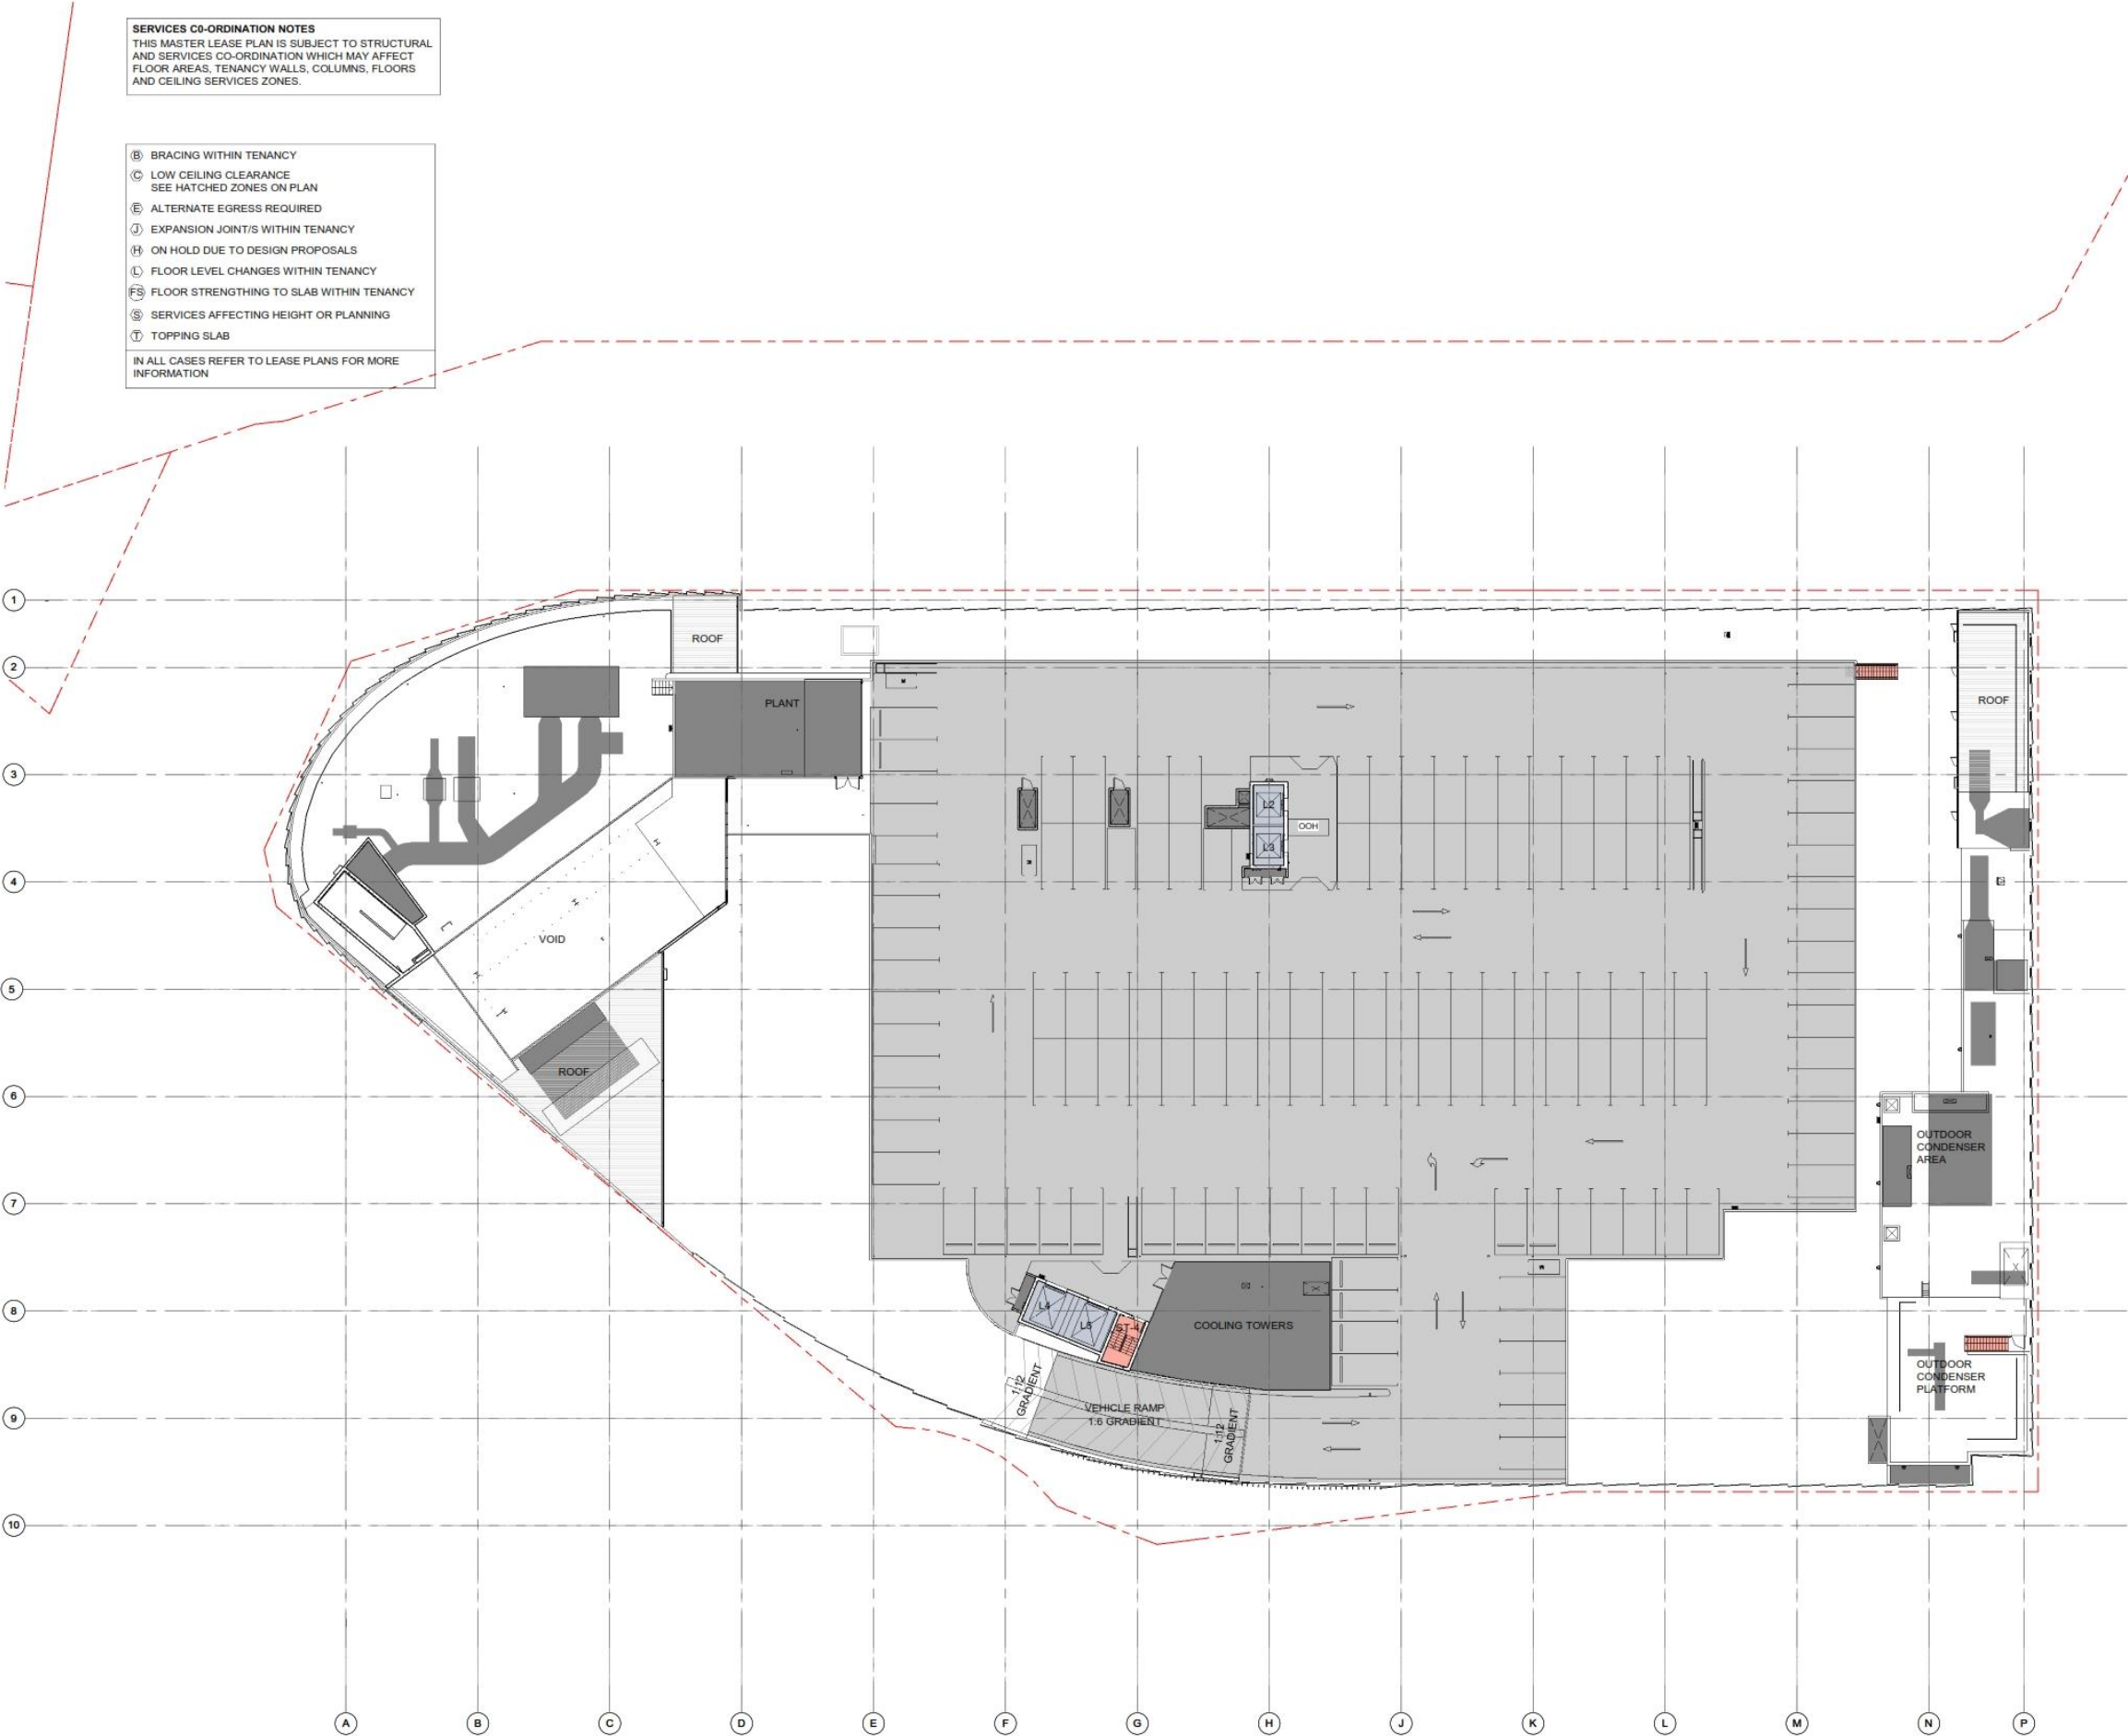 SERVICES C0-ORDINATION NOTES
THIS MASTER LEASE PLAN IS SUBJECT TO STRUCTURAL
AND SERVICES CO-ORDINATION WHICH MAY AFFECT
FLOOR AREAS, TENANCY WALLS, COLUMNS, FLOORS
AND CEILING SERVICES ZONES.
B BRACING WITHIN TENANCY
C LOW CEILING CLEARANCE
SEE HATCHED ZONES ON PLAN
E ALTERNATE EGRESS REQUIRED
J EXPANSION JOINT/S WITHIN TENANCY
H ON HOLD DUE TO DESIGN PROPOSALS
L FLOOR LEVEL CHANGES WITHIN TENANCY
FS FLOOR STRENGTHING TO SLAB WITHIN TENANCY
S SERVICES AFFECTING HEIGHT OR PLANNING
T TOPPING SLAB
IN ALL CASES REFER TO LEASE PLANS FOR MORE
INFORMATION
1
ROOF
2
PLANT
ROOF
3
L2
OOH
L3
4
VOID
5
ROOF
6
OUTDOOR
CONDENSER
AREA
7
8
L4
L5
ST-4
COOLING TOWERS
OUTDOOR
CONDENSER
PLATFORM
1:12
GRADIENT
VEHICLE RAMP
1:6 GRADIENT
1:12
GRADIENT
9
10
A B C D E F G H J K L M N P